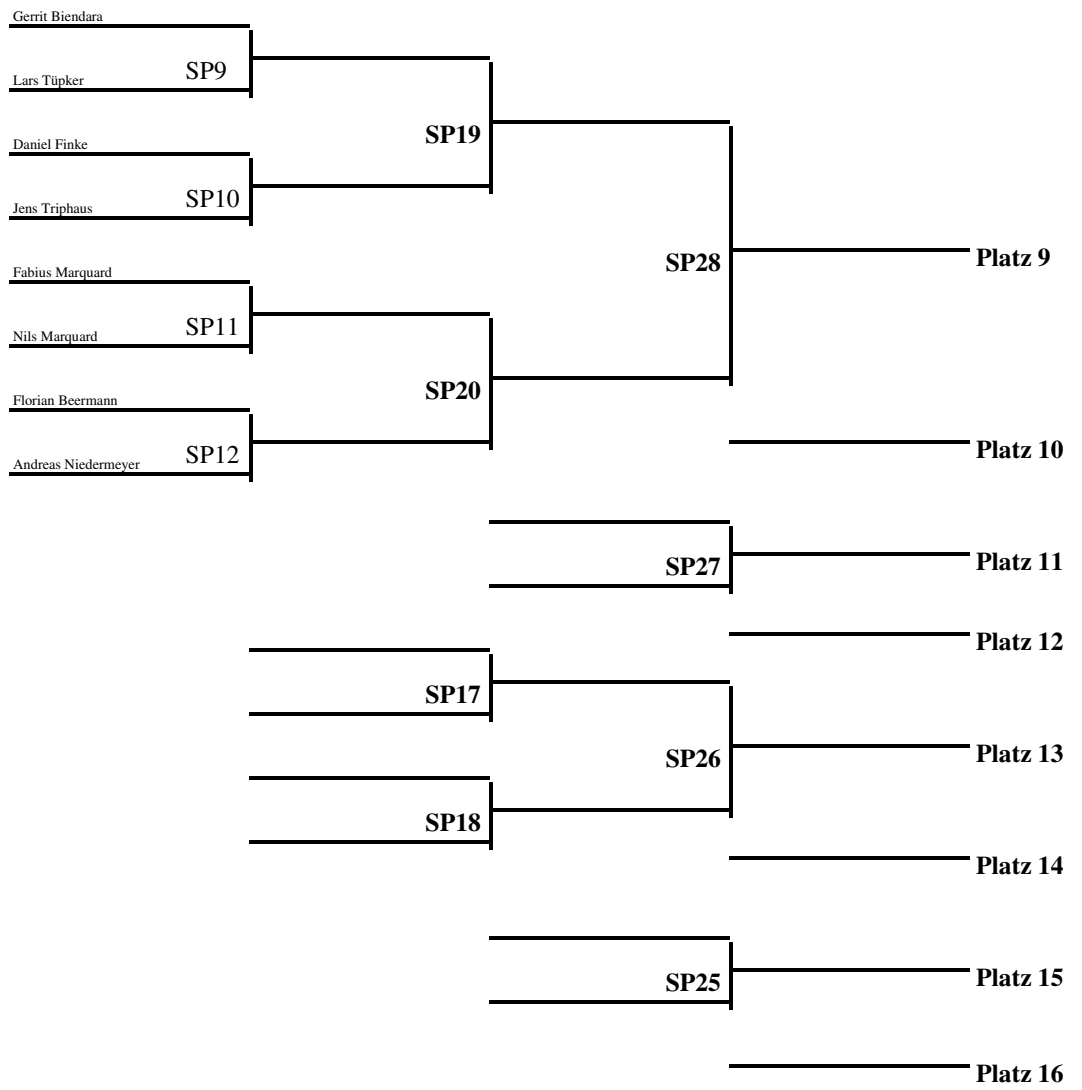 Gerrit Biendara
SP9
Lars Tüpker
SP19
Daniel Finke
SP10
Jens Triphaus
SP28
Platz 9
Fabius Marquard
SP11
Nils Marquard
SP20
Florian Beermann
Platz 10
SP12
Andreas Niedermeyer
SP27
Platz 11
Platz 12
SP17
SP26
Platz 13
SP18
Platz 14
SP25
Platz 15
Platz 16